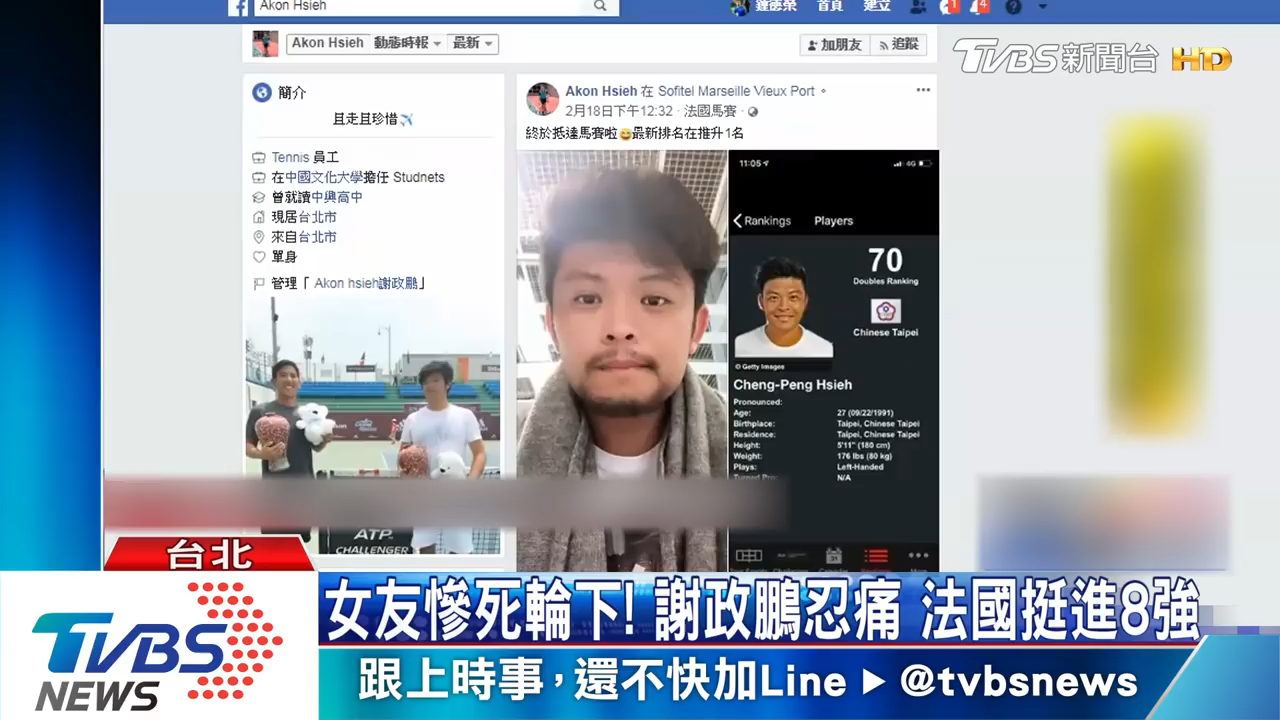 Akon Hsieh
鍾德榮 首頁 建立 1 4
Akon Hsieh 動態時報 最新
加朋友 追蹤
TVBS新聞台 HD
簡介
且走且珍惜
Tennis 員工
在中國文化大學擔任 Studnets
曾就讀中興高中
現居台北市
來自台北市
單身
管理「 Akon hsieh謝政鵬」
Akon Hsieh 在 Sofitel Marseille Vieux Port。
2月18日下午12:32 · 法國馬賽 ·
終於抵達馬賽啦😅最新排名在推升1名
11:05
4G
Rankings Players
70
Doubles Ranking
Chinese Taipei
© Getty Images
Cheng-Peng Hsieh
Pronounced:
Age: 27 (09/22/1991)
Birthplace: Taipei, Chinese Taipei
Residence: Taipei, Chinese Taipei
Height: 5'11" (180 cm)
Weight: 176 lbs (80 kg)
Plays: Left-Handed
Turned Pro: N/A
ATP
CHALLENGER
台北
女友慘死輪下! 謝政鵬忍痛 法國挺進8強
TVBS
NEWS
跟上時事,還不快加Line ▶ @tvbsnews